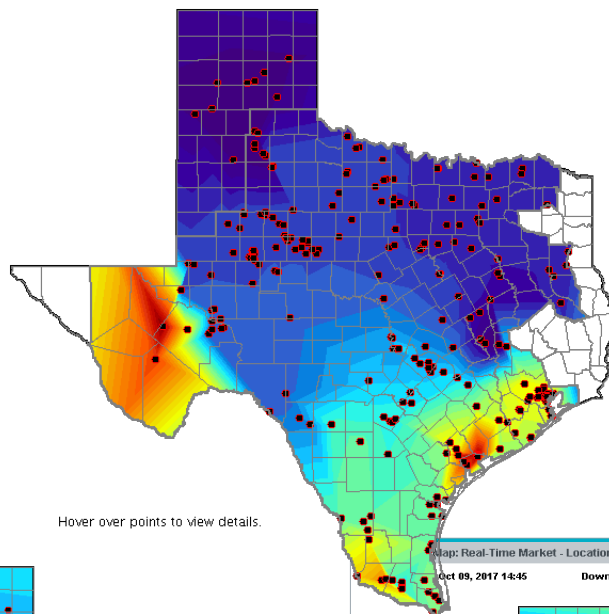 Hover over points to view details.
Map: Real-Time Market - Location
Oct 09, 2017 14:45 Down